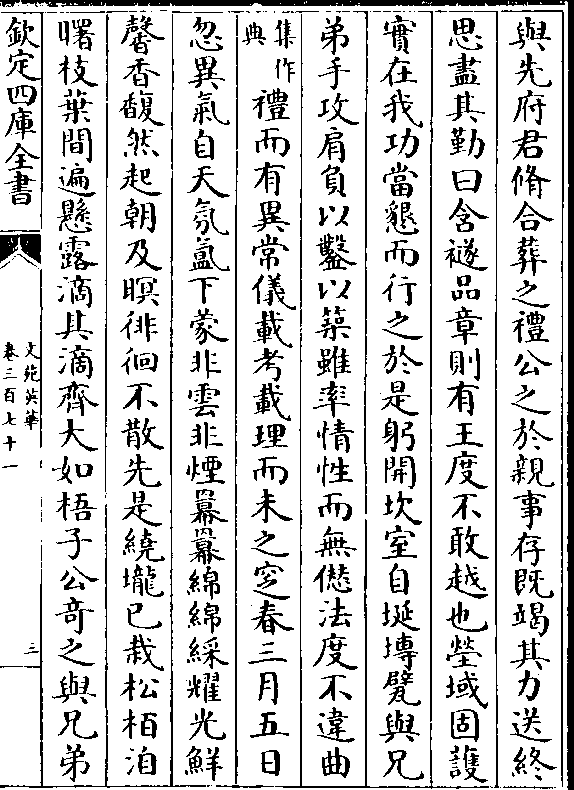 與先府君脩合葬之禮公之於親事存既竭其力送終
思盡其勤曰含襚品章則有王度不敢越也塋域固護
實在我功當懇而行之於是躬開坎室自埏塼甓與兄
弟手攻肩負以鑿以築雖率情性而無愆法度不違曲
集作典禮而有異常儀載考載理而未之窆春三月五日
忽異氣自天氛氳下蒙非雲非煙羃羃綿綿綵耀光鮮
馨香馥然起朝及暝徘徊不散先是繞壠已栽松栢洎
曙枝葉間遍懸露滴其滴齊大如梧子公竒之與兄弟
欽定四庫全書
文苑英華
卷三百七十一
三